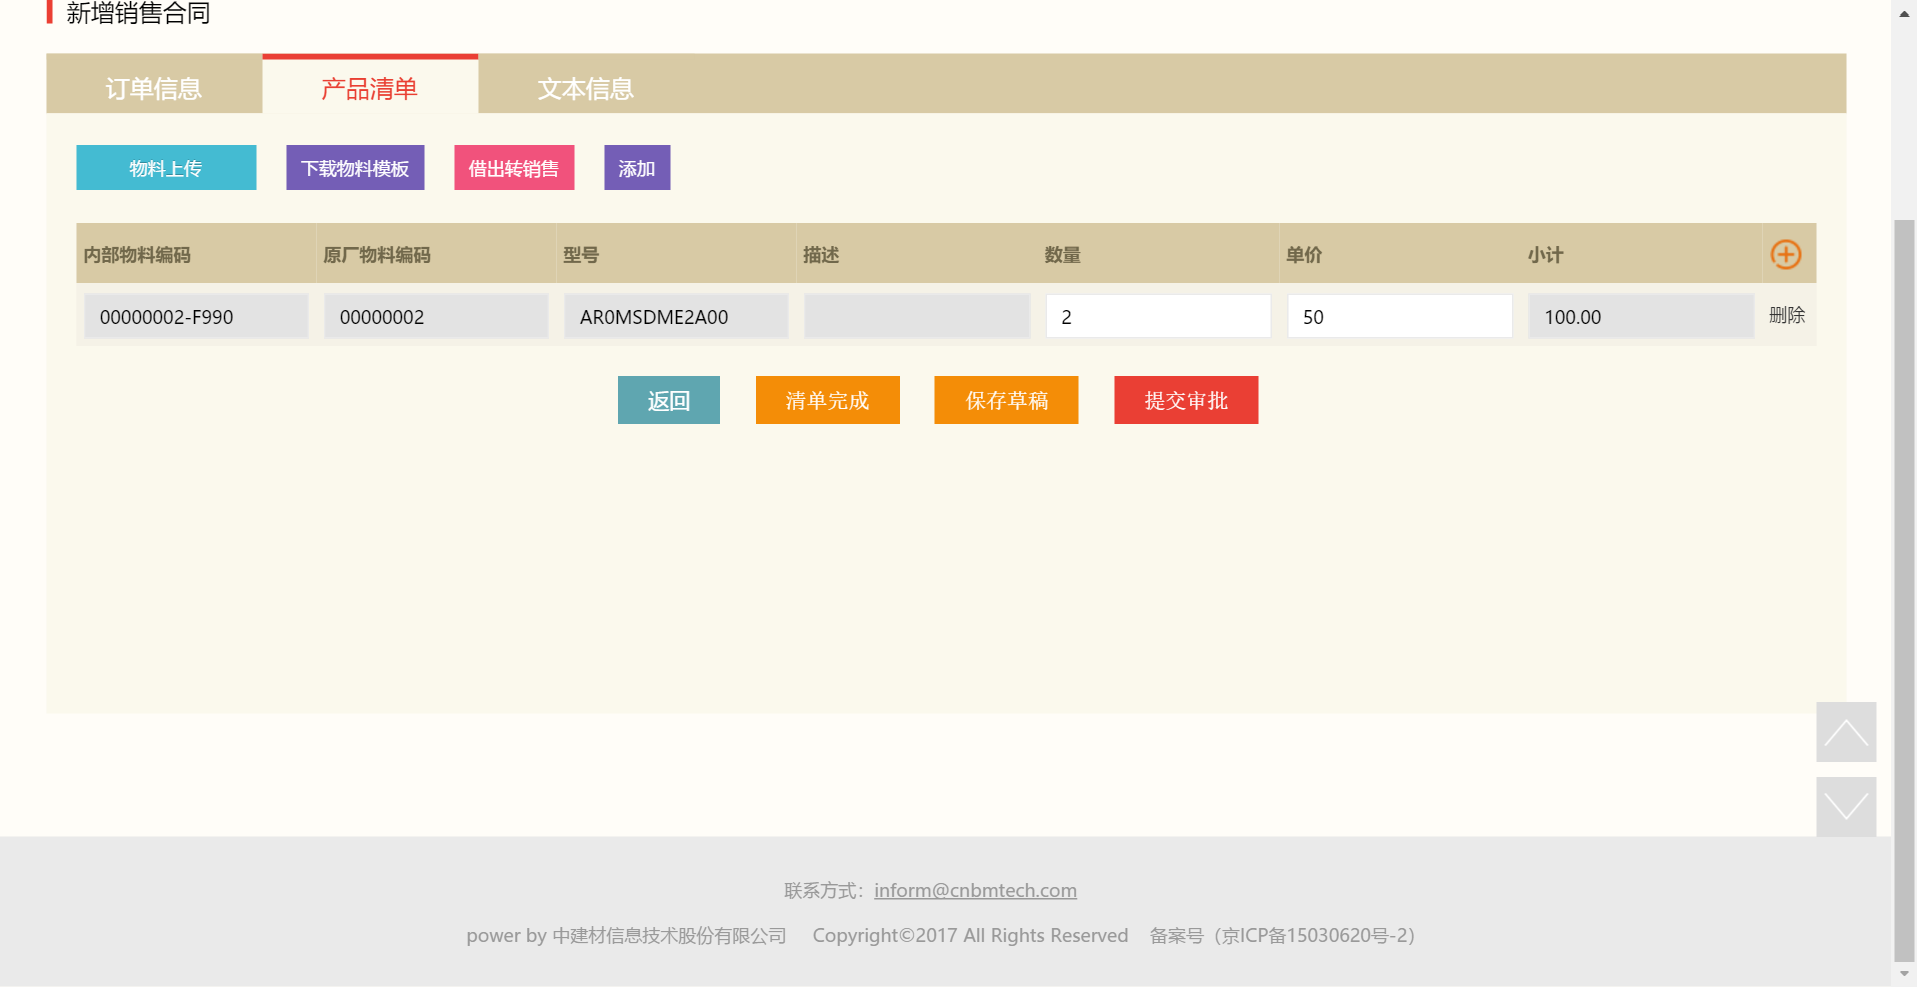 新增销售合同
订单信息 产品清单 文本信息
物料上传 下载物料模板 借出转销售 添加
内部物料编码 原厂物料编码 型号 描述 数量 单价 小计
00000002-F990 00000002 AR0MSDME2A00 2 50 100.00 删除
返回 清单完成 保存草稿 提交审批
联系方式：inform@cnbmtech.com
power by 中建材信息技术股份有限公司 Copyright©2017 All Rights Reserved 备案号（京ICP备15030620号-2）